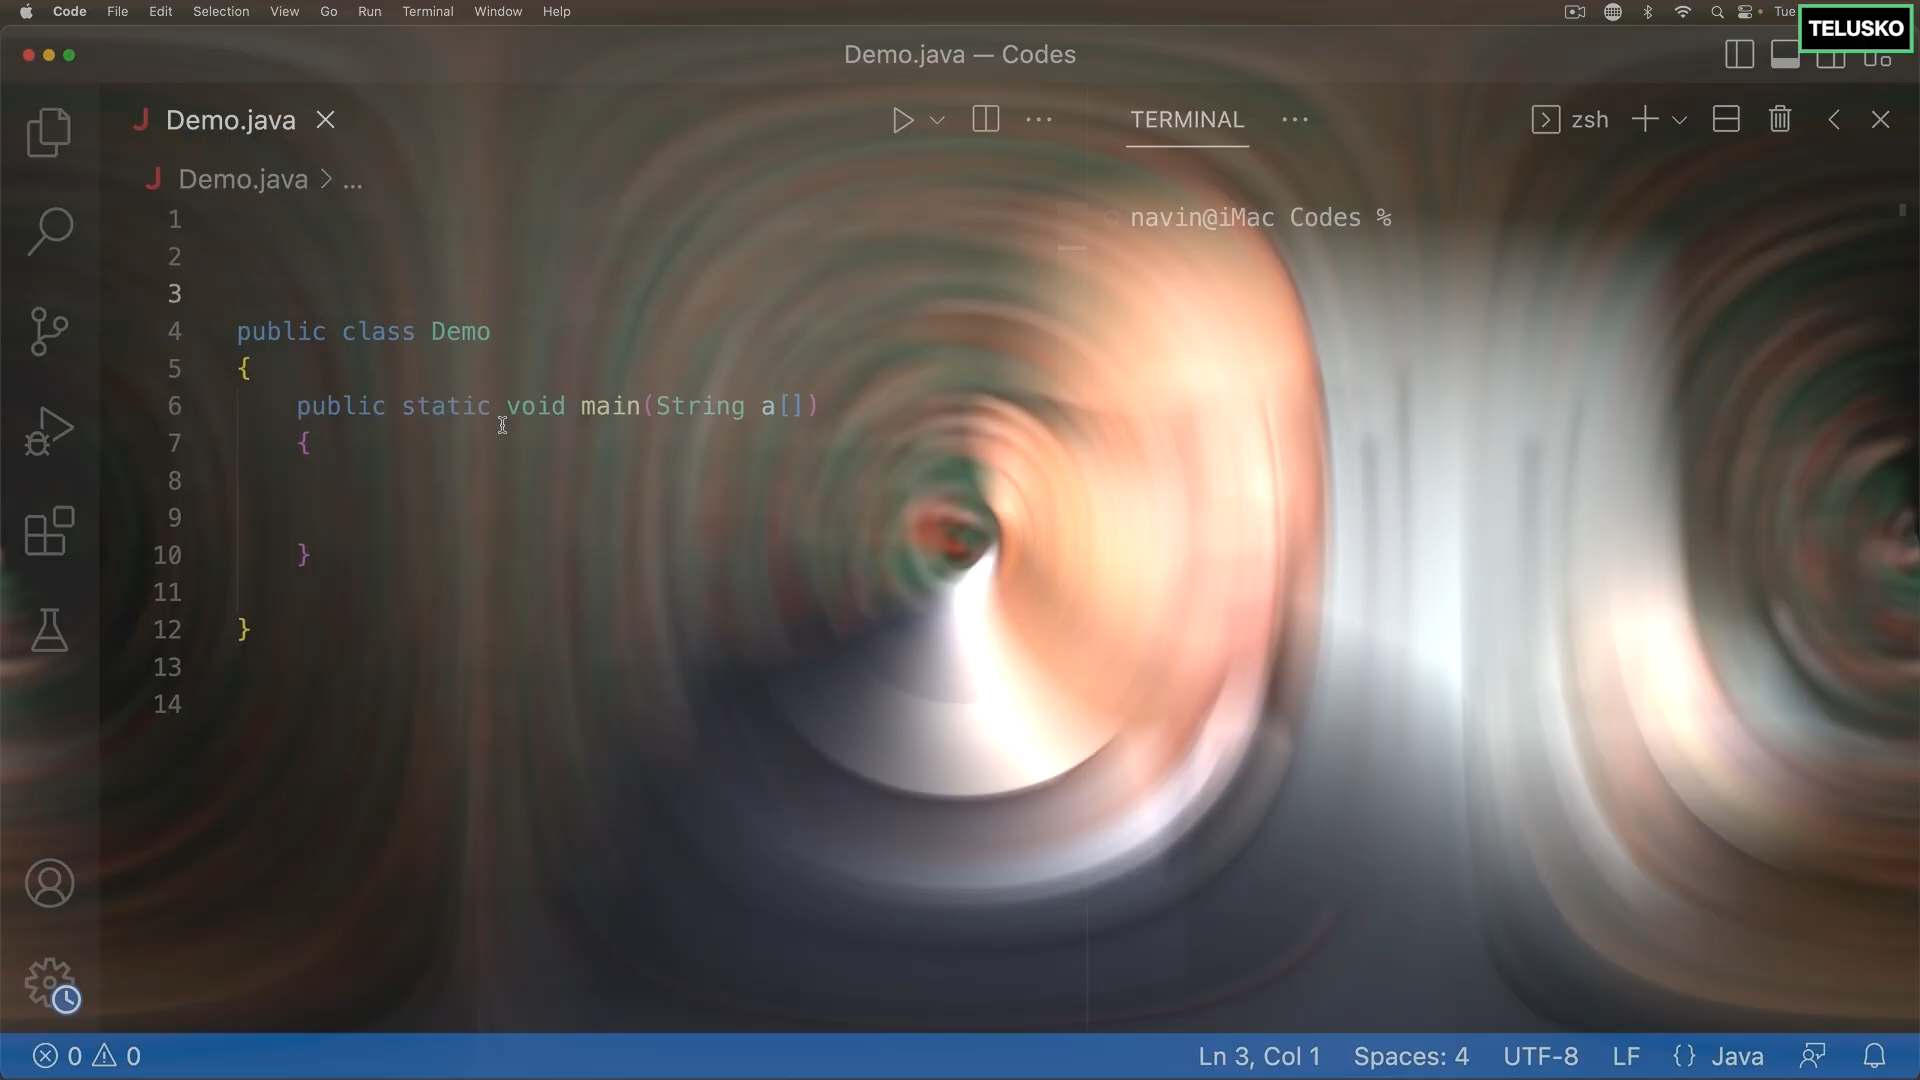 Code File Edit Selection View Go Run Terminal Window Help Tue
TELUSKO
Demo.java — Codes
Demo.java
TERMINAL
zsh
Demo.java > ...
navin@iMac Codes %
1
2
3
4 public class Demo
5 {
6 public static void main(String a[])
7 {
8
9
10 }
11
12 }
13
14
0 0 Ln 3, Col 1 Spaces: 4 UTF-8 LF {} Java